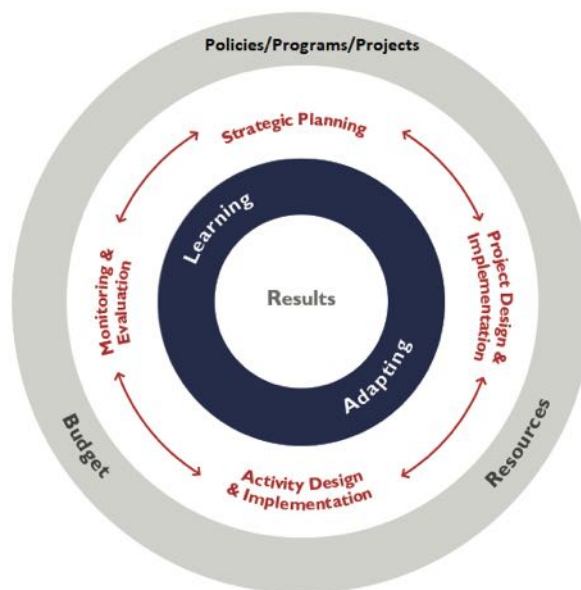 Policies/Programs/Projects
Strategic Planning
Learning
Monitoring &
Evaluation
Results
Project Design &
Implementation
Adapting
Budget
Resources
Activity Design
& Implementation